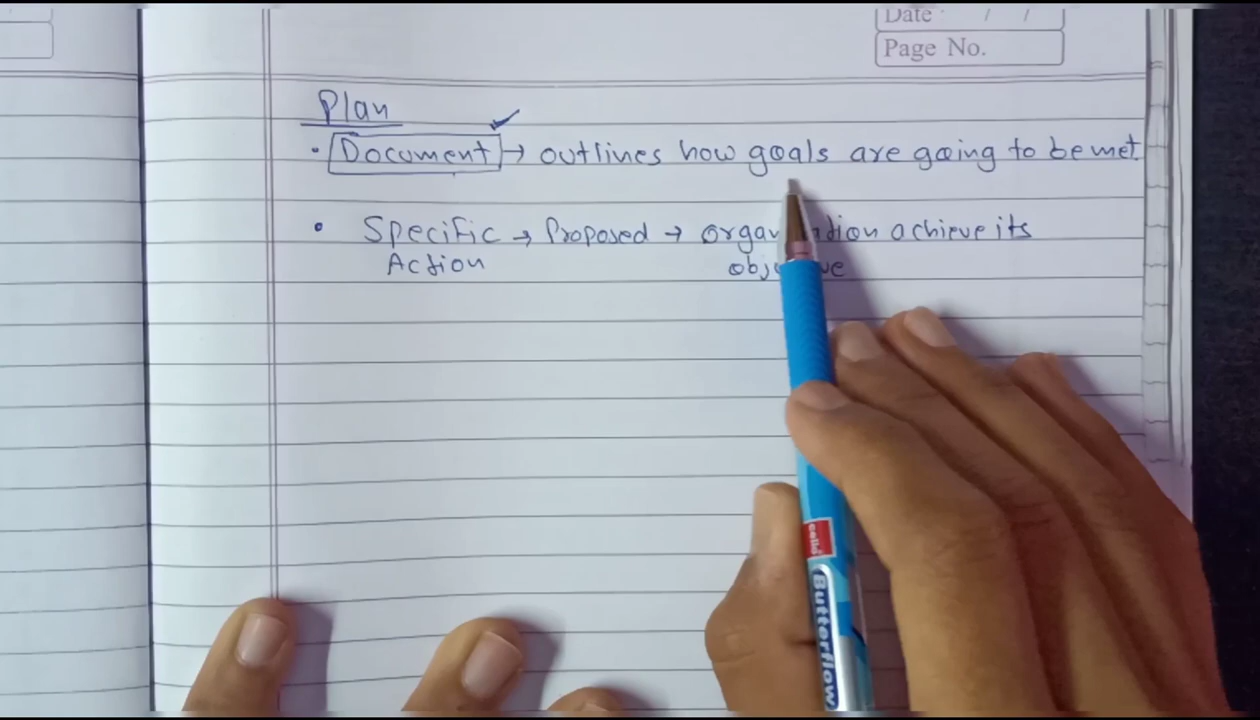 Date / /
Page No.
Plan
• Document → outlines how goals are going to be met
• Specific → Proposed → achieve its
Action
cello
Butterflow